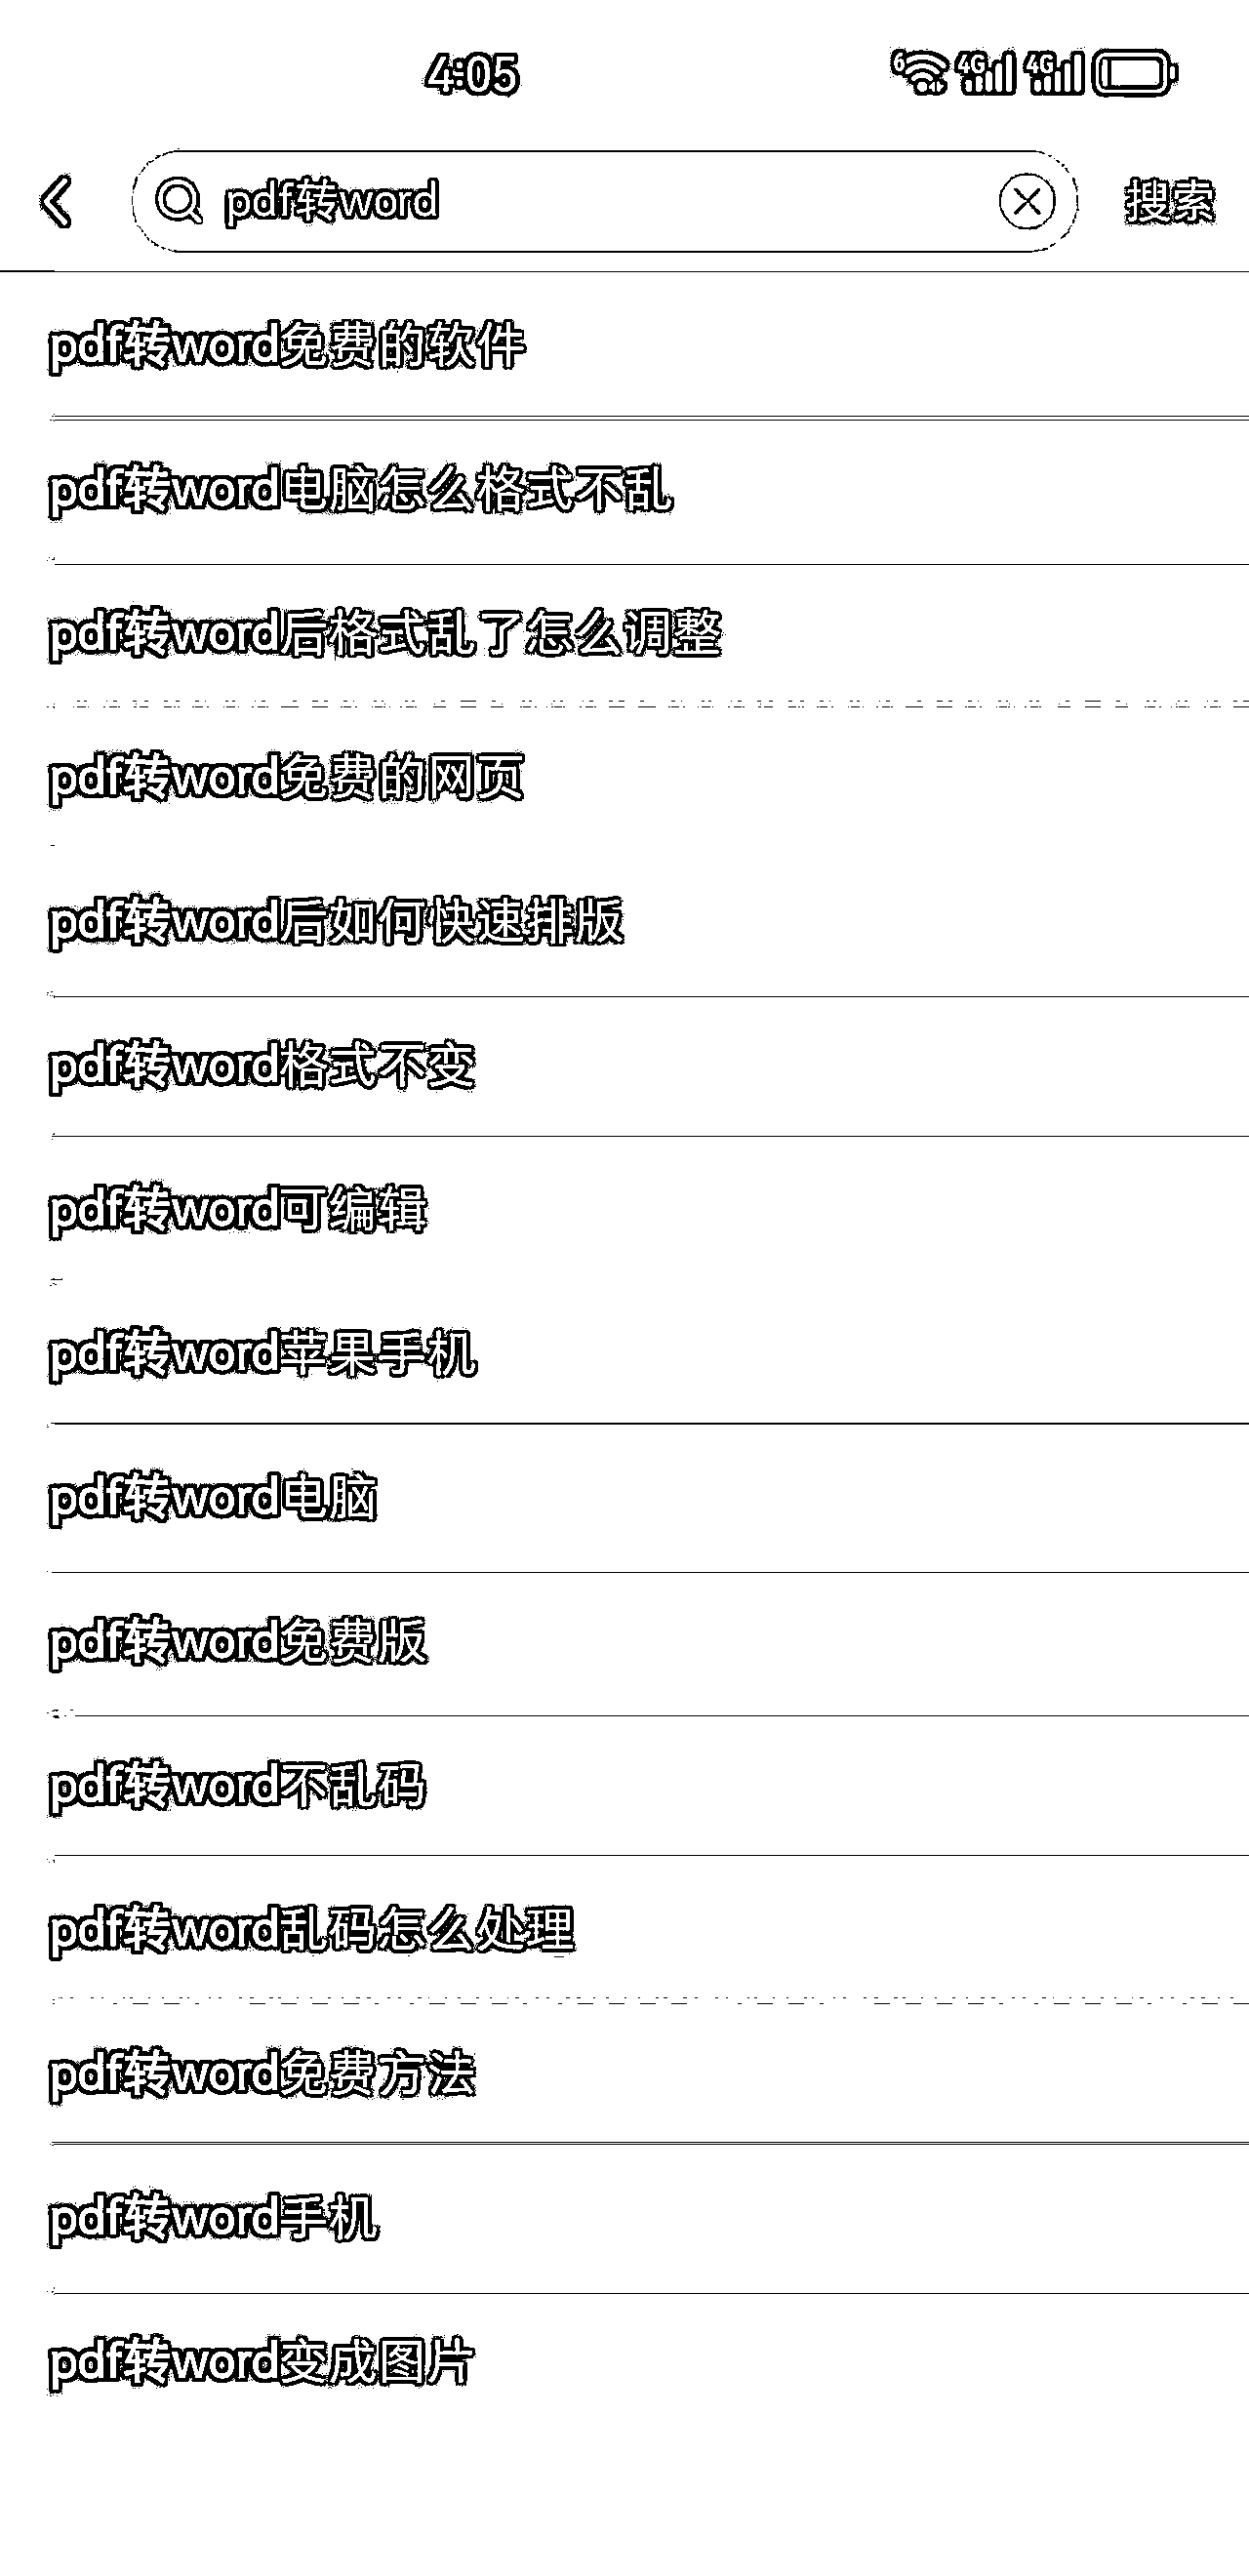 4:05
6 4G 4G
pdf转word 搜索
pdf转word免费的软件
pdf转word电脑怎么格式不乱
pdf转word后格式乱了怎么调整
pdf转word免费的网页
pdf转word后如何快速排版
pdf转word格式不变
pdf转word可编辑
pdf转word苹果手机
pdf转word电脑
pdf转word免费版
pdf转word不乱码
pdf转word乱码怎么处理
pdf转word免费方法
pdf转word手机
pdf转word变成图片